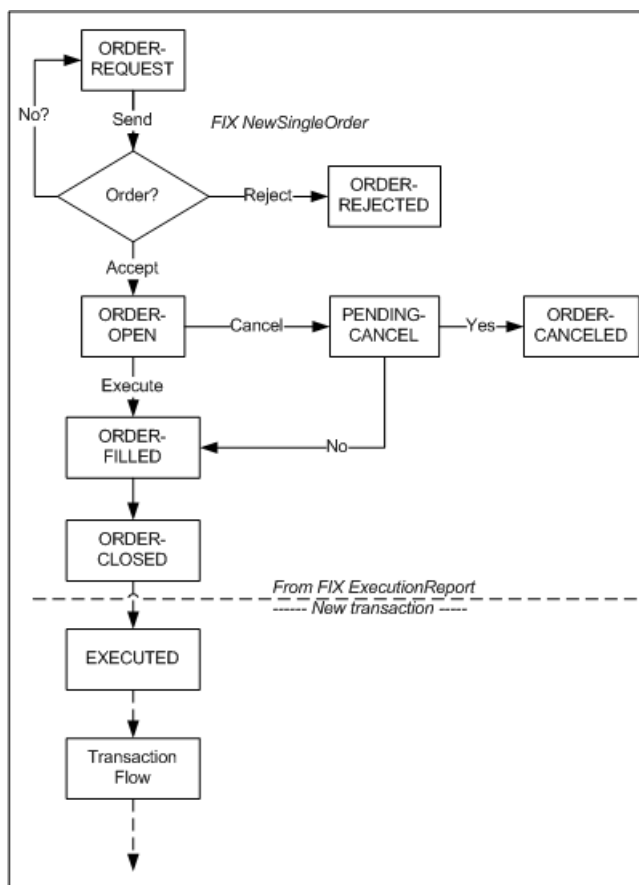 ORDER-
REQUEST
No?
Send
FIX NewSingleOrder
Order?
Reject
ORDER-
REJECTED
Accept
ORDER-
OPEN
Cancel
PENDING-
CANCEL
Yes
ORDER-
CANCELED
Execute
ORDER-
FILLED
No
ORDER-
CLOSED
From FIX ExecutionReport
------ New transaction -----
EXECUTED
Transaction
Flow